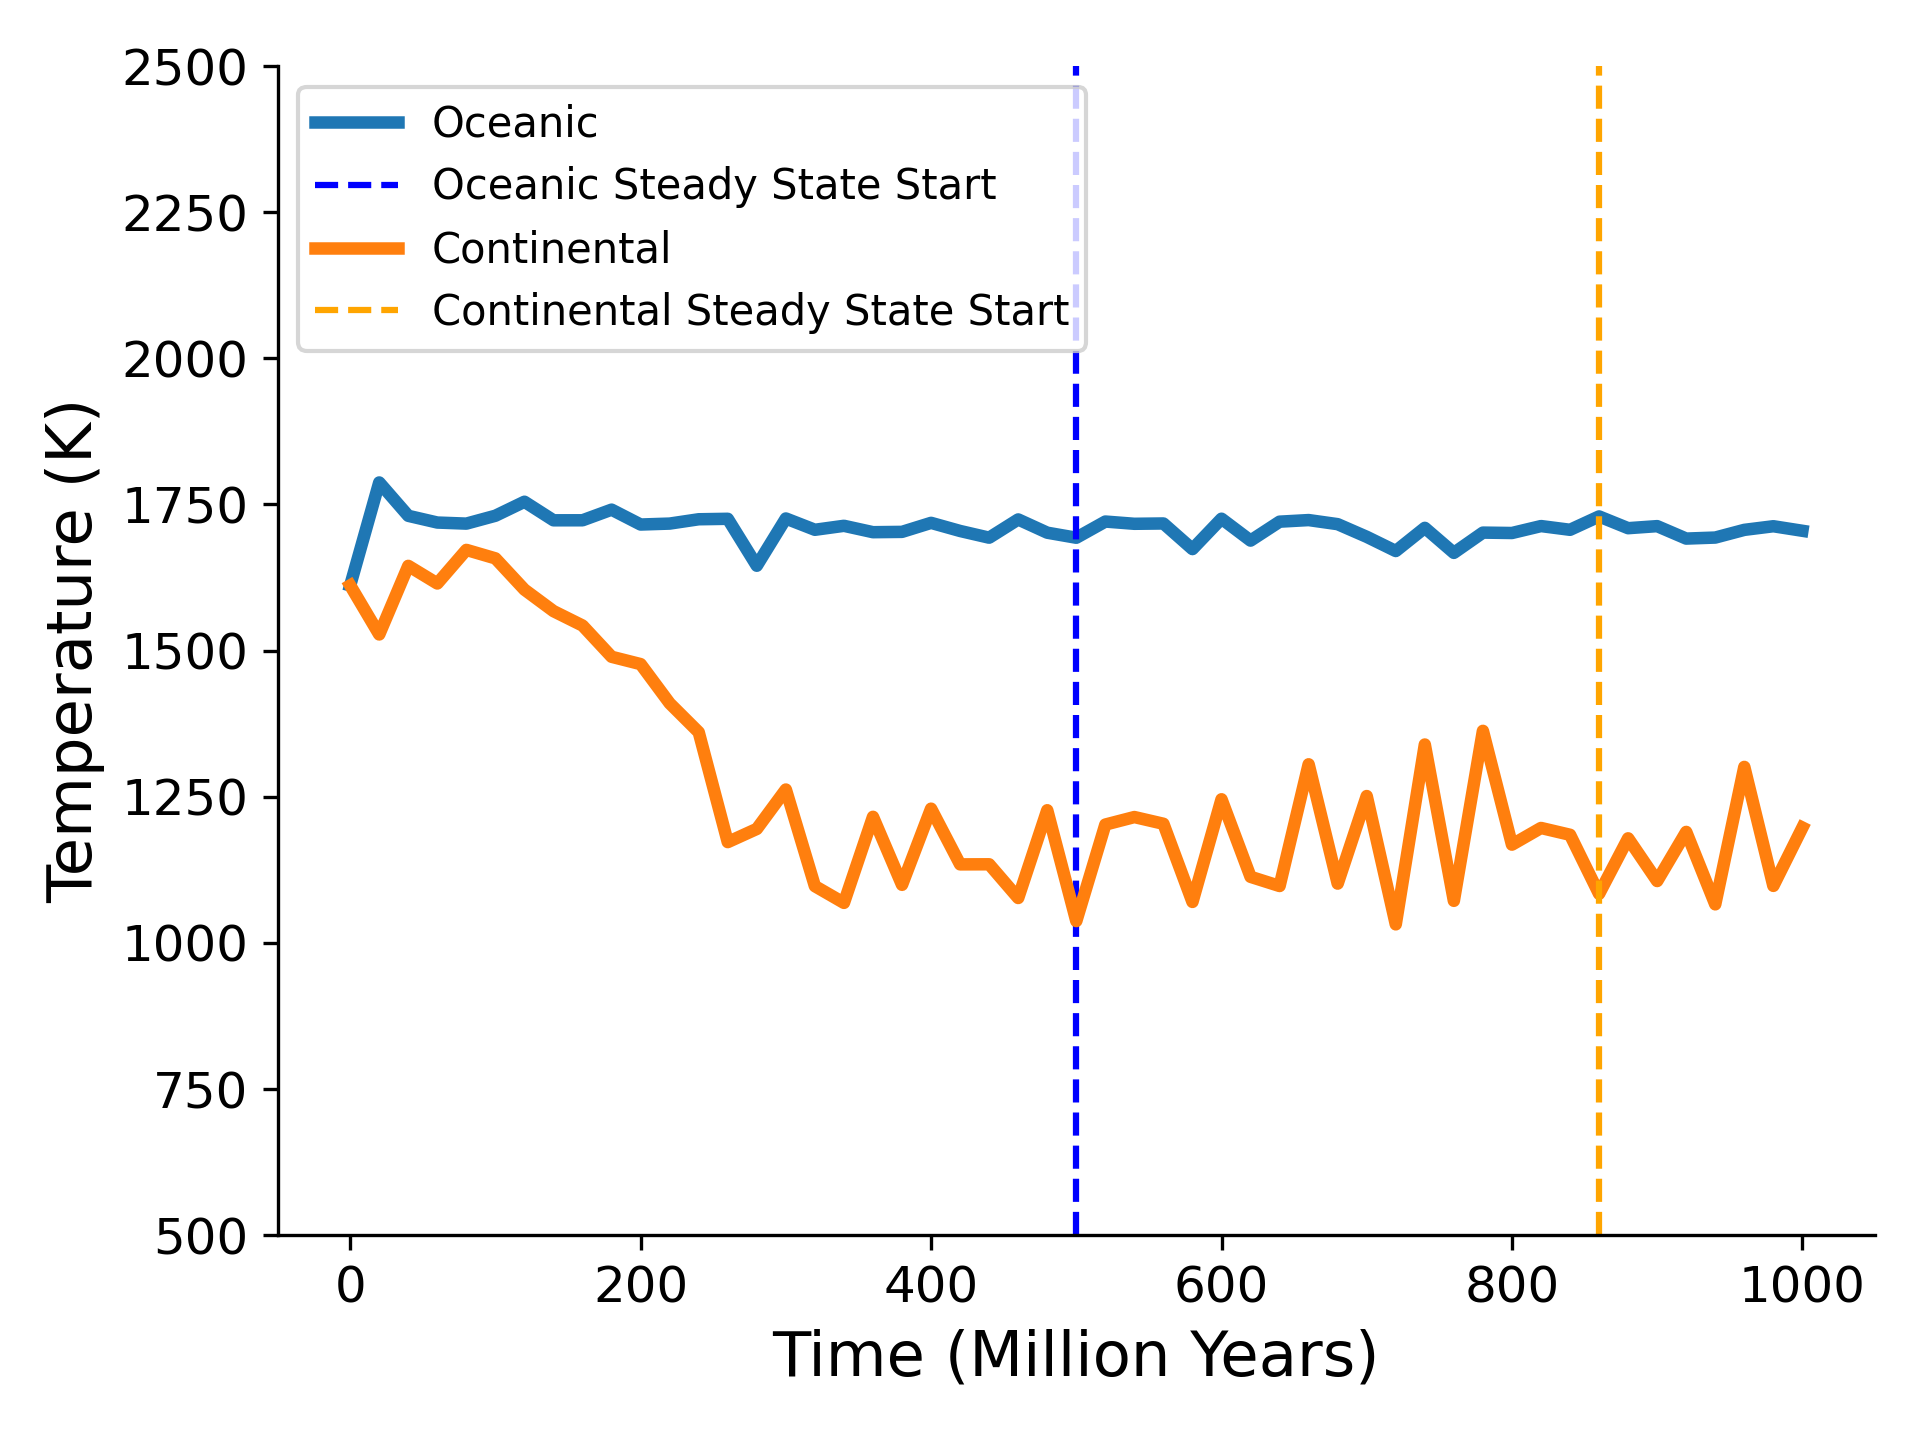 2500
2250
2000
1750
1500
1250
1000
750
500
Temperature (K)
Oceanic
Oceanic Steady State Start
Continental
Continental Steady State Start
0 200 400 600 800 1000
Time (Million Years)